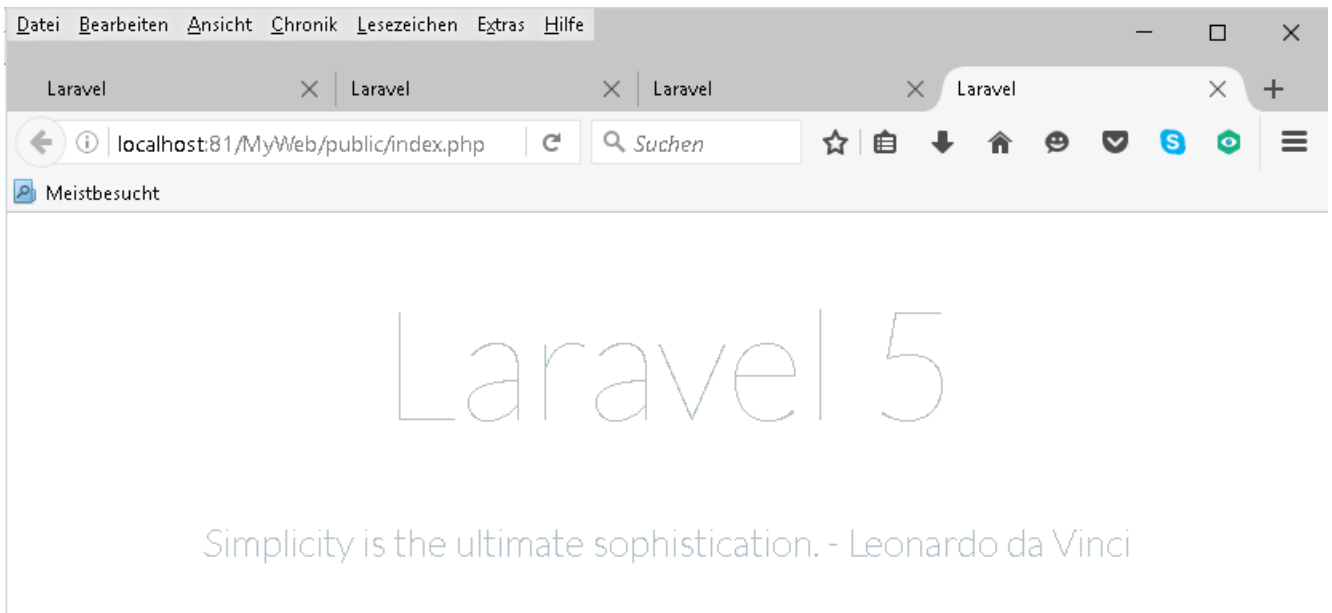 Datei Bearbeiten Ansicht Chronik Lesezeichen Extras Hilfe
Laravel Laravel Laravel Laravel
localhost:81/MyWeb/public/index.php Suchen
Meistbesucht
Laravel 5
Simplicity is the ultimate sophistication. - Leonardo da Vinci